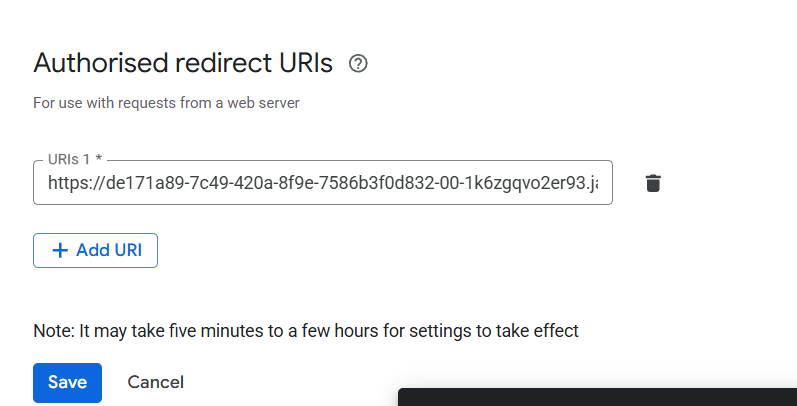 Authorised redirect URIs
For use with requests from a web server
URIs 1 *
https://de171a89-7c49-420a-8f9e-7586b3f0d832-00-1k6zgqvo2er93.ja
+ Add URI
Note: It may take five minutes to a few hours for settings to take effect
Save Cancel